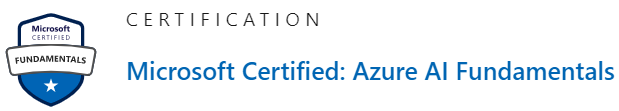 CERTIFICATION
Microsoft
CERTIFIED
FUNDAMENTALS
Microsoft Certified: Azure AI Fundamentals